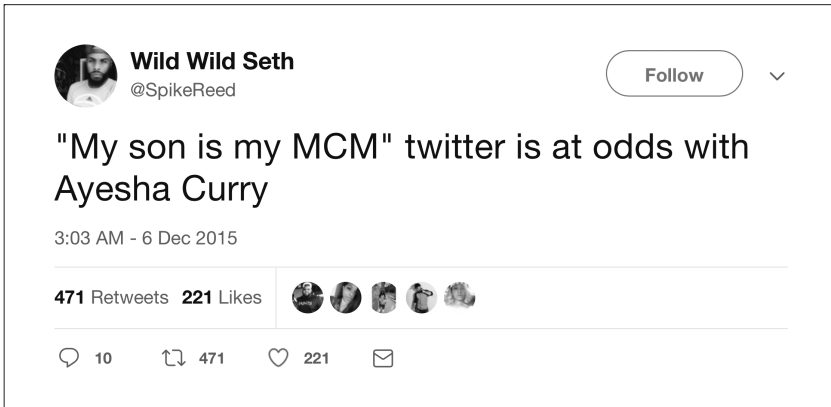 Wild Wild Seth
@SpikeReed
Follow
"My son is my MCM" twitter is at odds with
Ayesha Curry
3:03 AM - 6 Dec 2015
471 Retweets 221 Likes
10 471 221